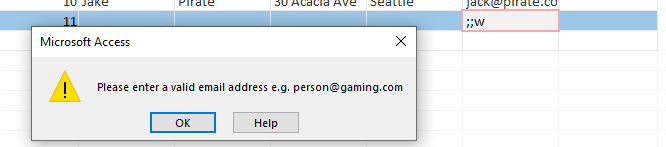 10 Jake Pirate 30 Acacia Ave Seattle jack@pirate.co
11 ;;w
Microsoft Access
Please enter a valid email address e.g. person@gaming.com
OK Help